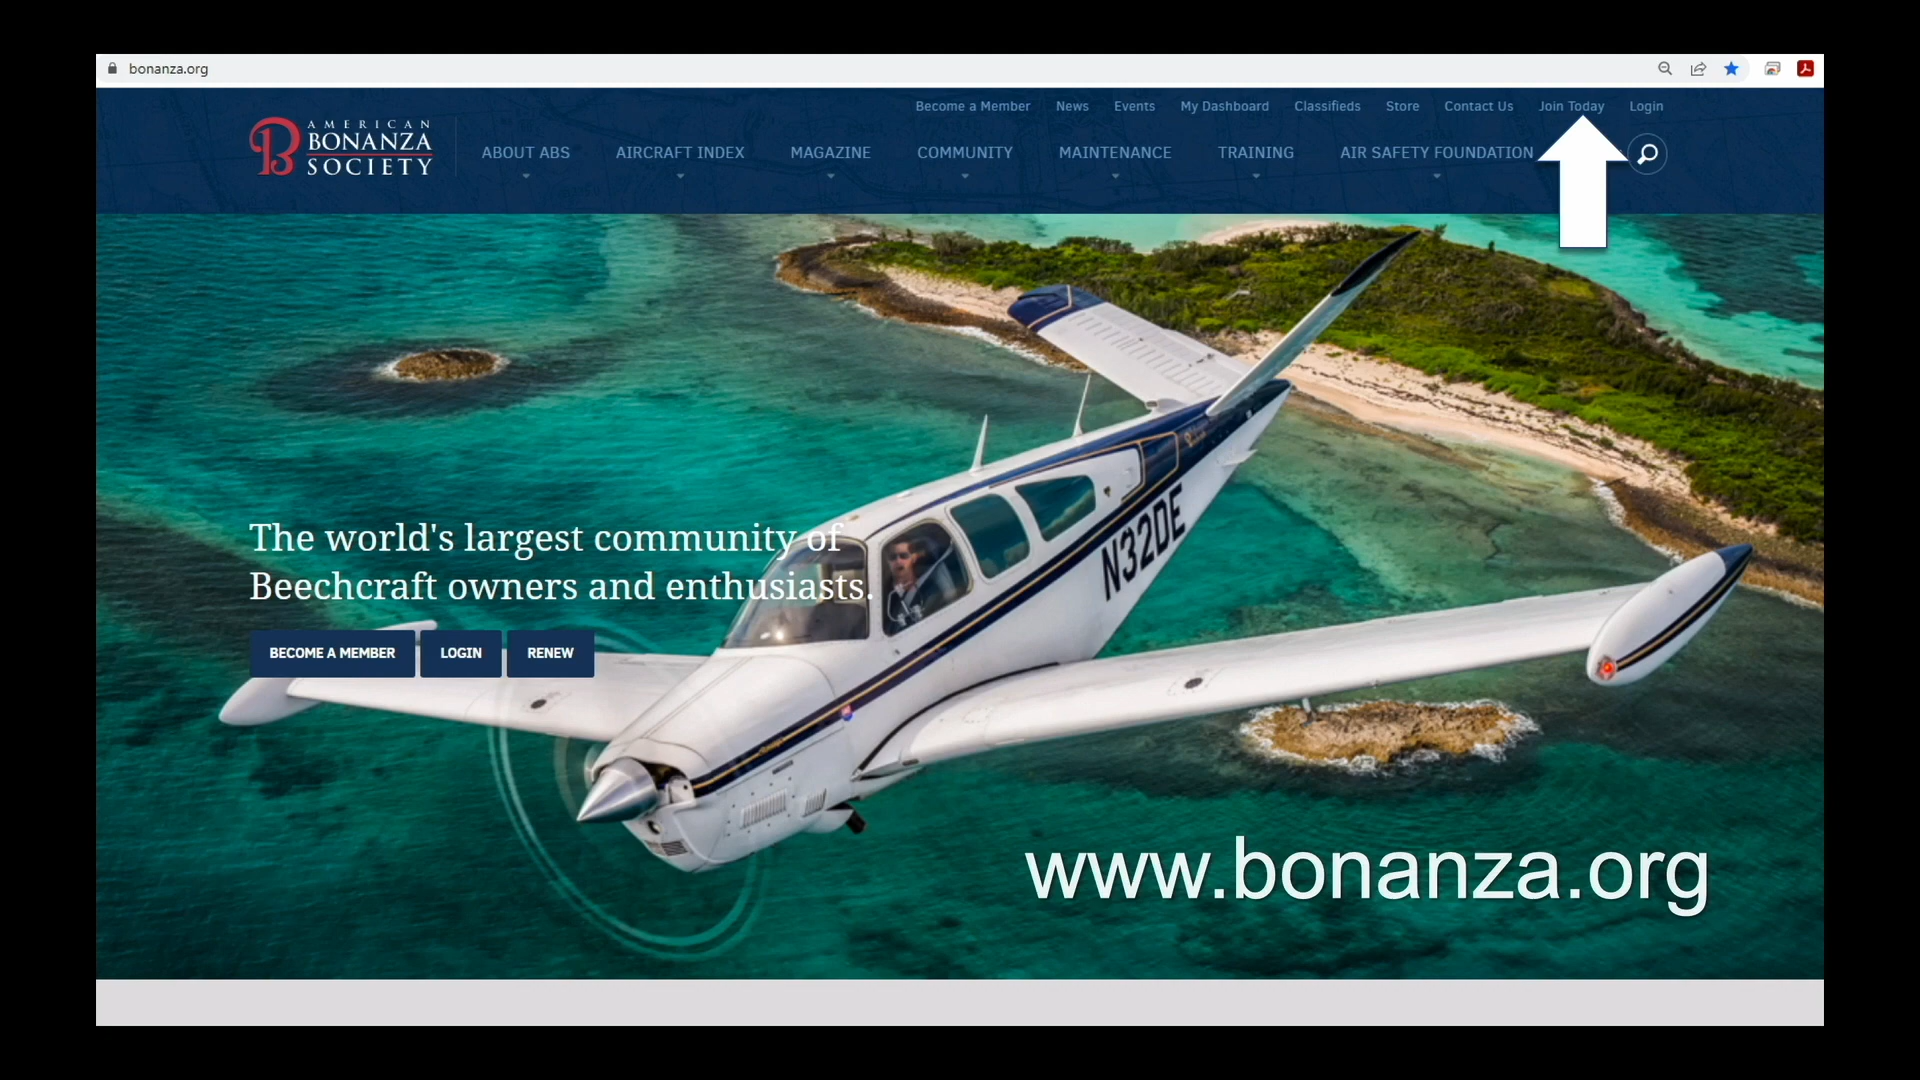 bonanza.org
Become a Member News Events My Dashboard Classifieds Store Contact Us Join Today Login
AMERICAN
BONANZA
SOCIETY
ABOUT ABS AIRCRAFT INDEX MAGAZINE COMMUNITY MAINTENANCE TRAINING AIR SAFETY FOUNDATION
N32DE
The world's largest community of
Beechcraft owners and enthusiasts.
BECOME A MEMBER LOGIN RENEW
www.bonanza.org